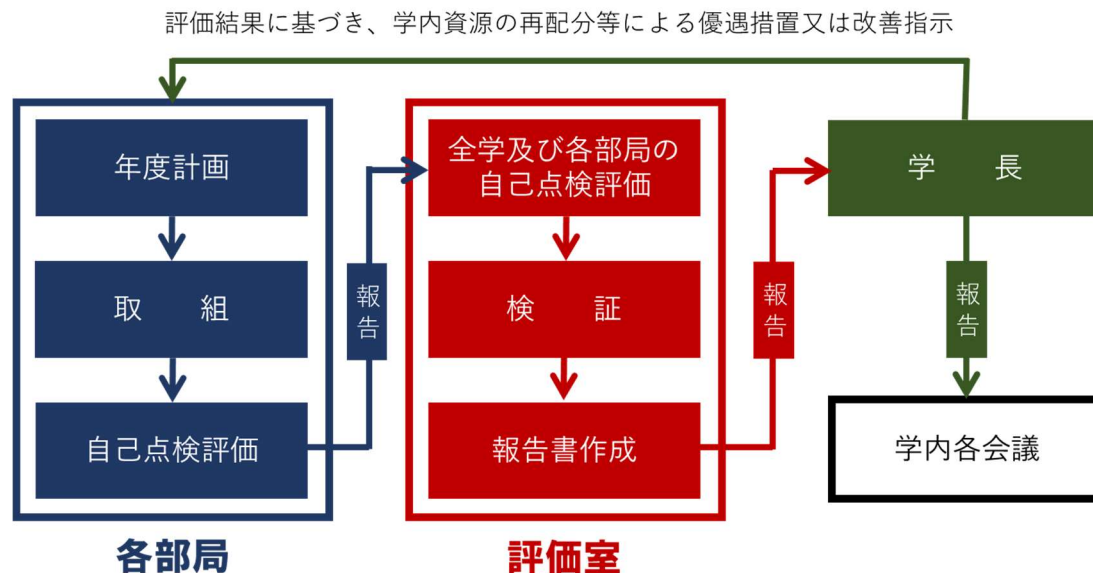 評価結果に基づき、学内資源の再配分等による優遇措置又は改善指示
年度計画
取　　組
自己点検評価
各部局
報告
全学及び各部局の
自己点検評価
検　　証
報告書作成
評価室
報告
学　　長
報告
学内各会議